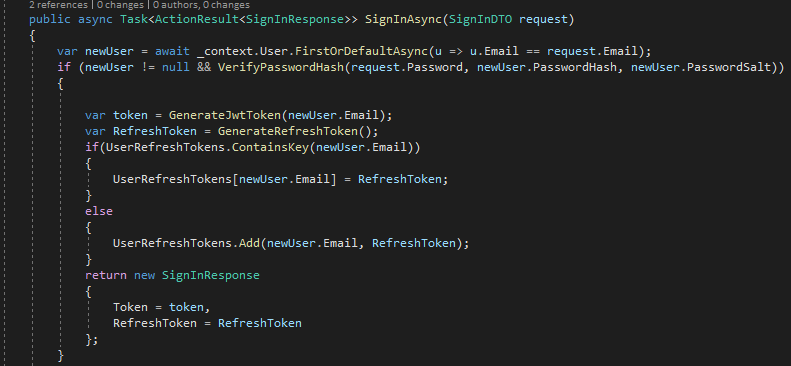 2 references | 0 changes | 0 authors, 0 changes
public async Task<ActionResult<SignInResponse>> SignInAsync(SignInDTO request)
{
var newUser = await _context.User.FirstOrDefaultAsync(u => u.Email == request.Email);
if (newUser != null && VerifyPasswordHash(request.Password, newUser.PasswordHash, newUser.PasswordSalt))
{
var token = GenerateJwtToken(newUser.Email);
var RefreshToken = GenerateRefreshToken();
if(UserRefreshTokens.ContainsKey(newUser.Email))
{
UserRefreshTokens[newUser.Email] = RefreshToken;
}
else
{
UserRefreshTokens.Add(newUser.Email, RefreshToken);
}
return new SignInResponse
{
Token = token,
RefreshToken = RefreshToken
};
}